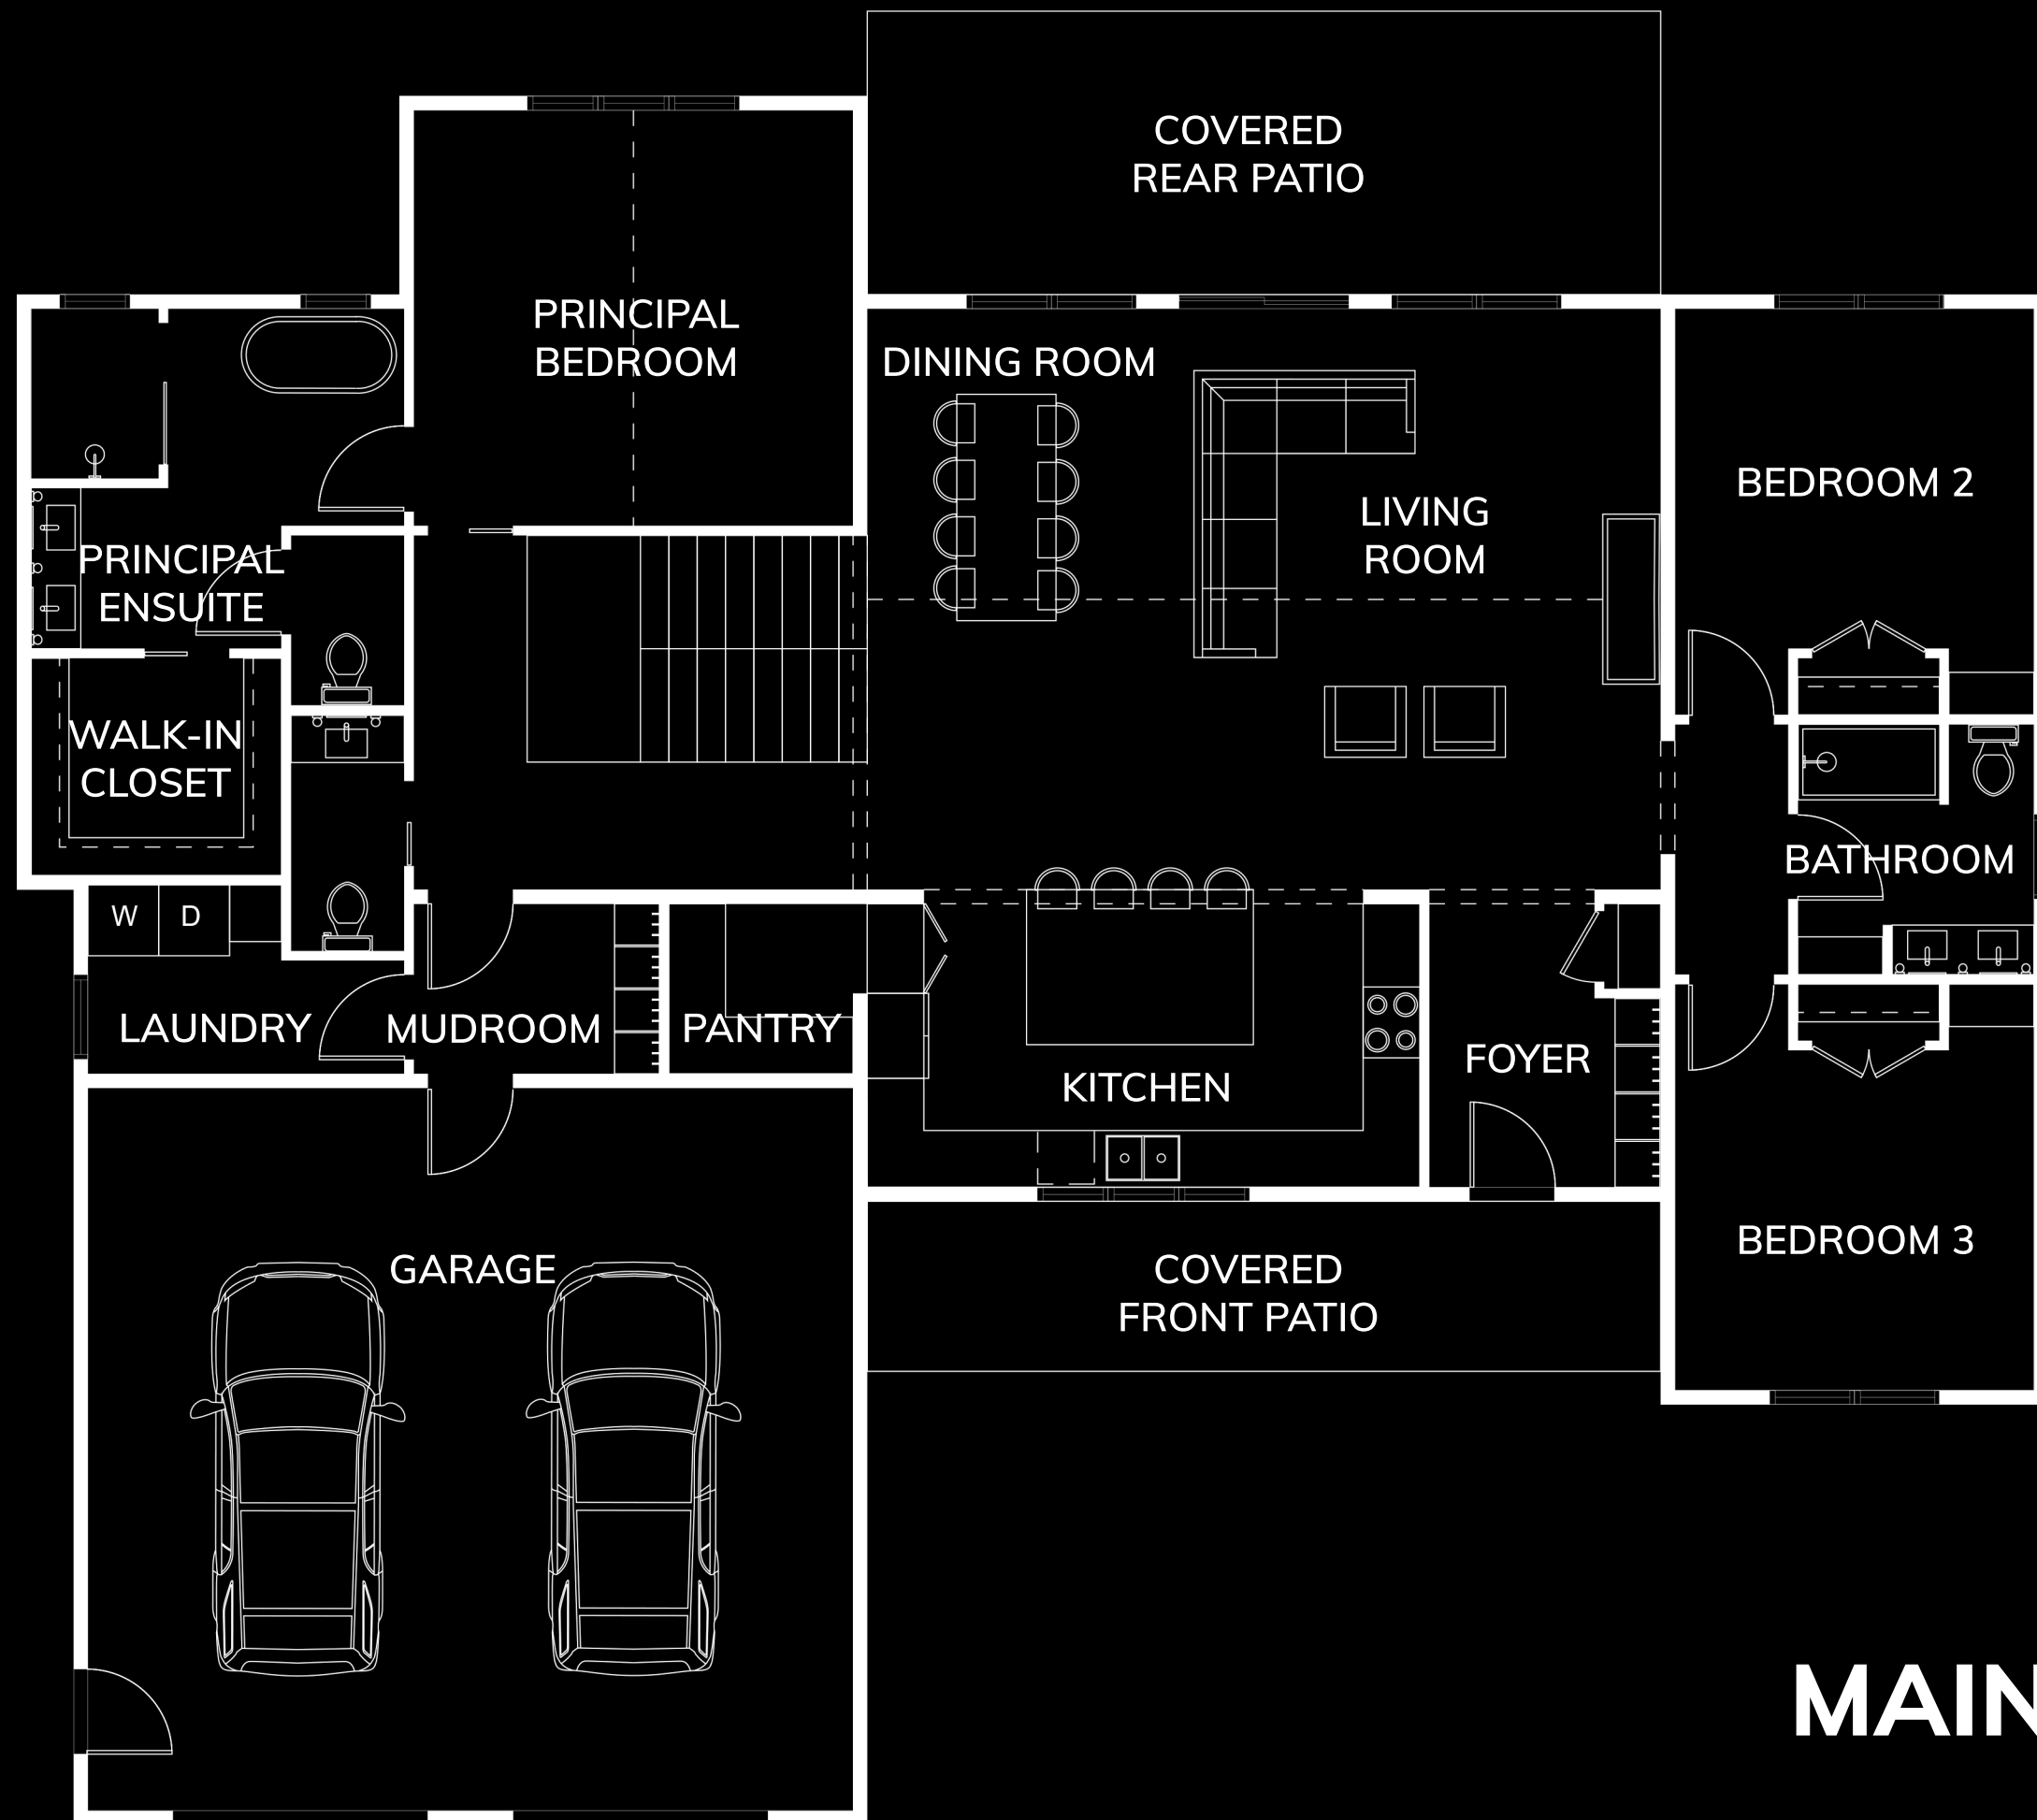 COVERED
REAR PATIO
PRINCIPAL
BEDROOM
DINING ROOM
LIVING
ROOM
BEDROOM 2
PRINCIPAL
ENSUITE
WALK-IN
CLOSET
BATHROOM
W
D
LAUNDRY
MUDROOM
PANTRY
KITCHEN
FOYER
GARAGE
COVERED
FRONT PATIO
BEDROOM 3
MAIN